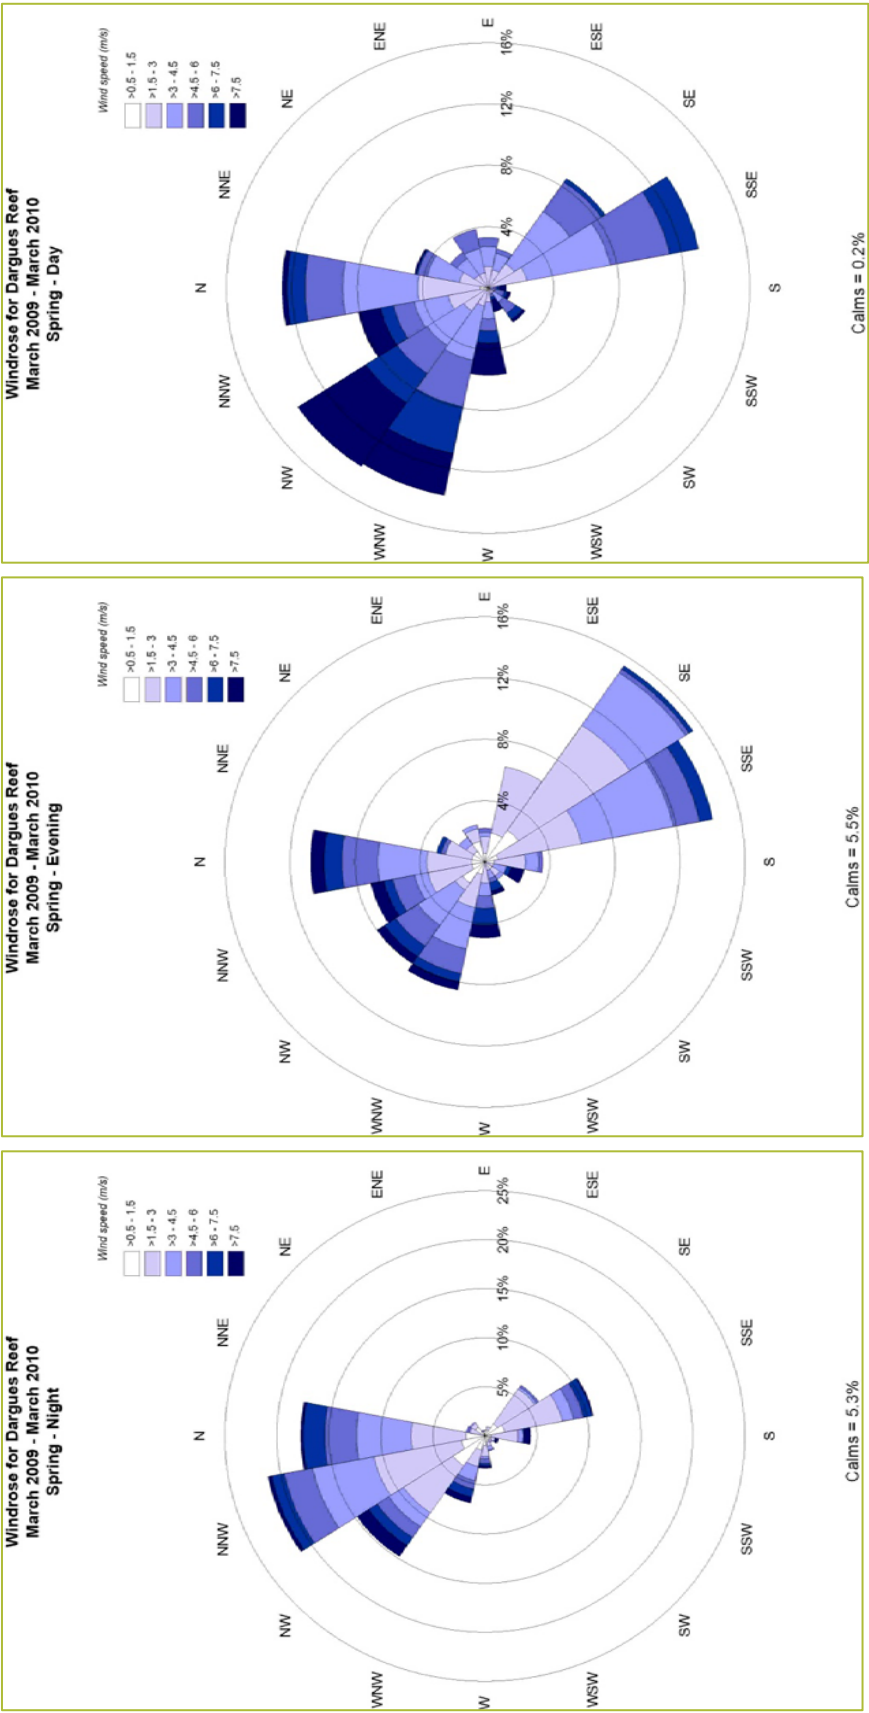 Windrose for Dargues Reef
March 2009 - March 2010
Spring - Day
Wind speed (m/s)
>0.5 - 1.5
>1.5 - 3
>3 - 4.5
>4.5 - 6
>6 - 7.5
>7.5
N
NNE
NE
ENE
E
ESE
SE
SSE
S
SSW
SW
WSW
W
WNW
NW
NNW
4%
8%
12%
16%
Calms = 0.2%
Windrose for Dargues Reef
March 2009 - March 2010
Spring - Evening
Wind speed (m/s)
>0.5 - 1.5
>1.5 - 3
>3 - 4.5
>4.5 - 6
>6 - 7.5
>7.5
N
NNE
NE
ENE
E
ESE
SE
SSE
S
SSW
SW
WSW
W
WNW
NW
NNW
4%
8%
12%
16%
Calms = 5.5%
Windrose for Dargues Reef
March 2009 - March 2010
Spring - Night
Wind speed (m/s)
>0.5 - 1.5
>1.5 - 3
>3 - 4.5
>4.5 - 6
>6 - 7.5
>7.5
N
NNE
NE
ENE
E
ESE
SE
SSE
S
SSW
SW
WSW
W
WNW
NW
NNW
5%
10%
15%
20%
25%
Calms = 5.3%